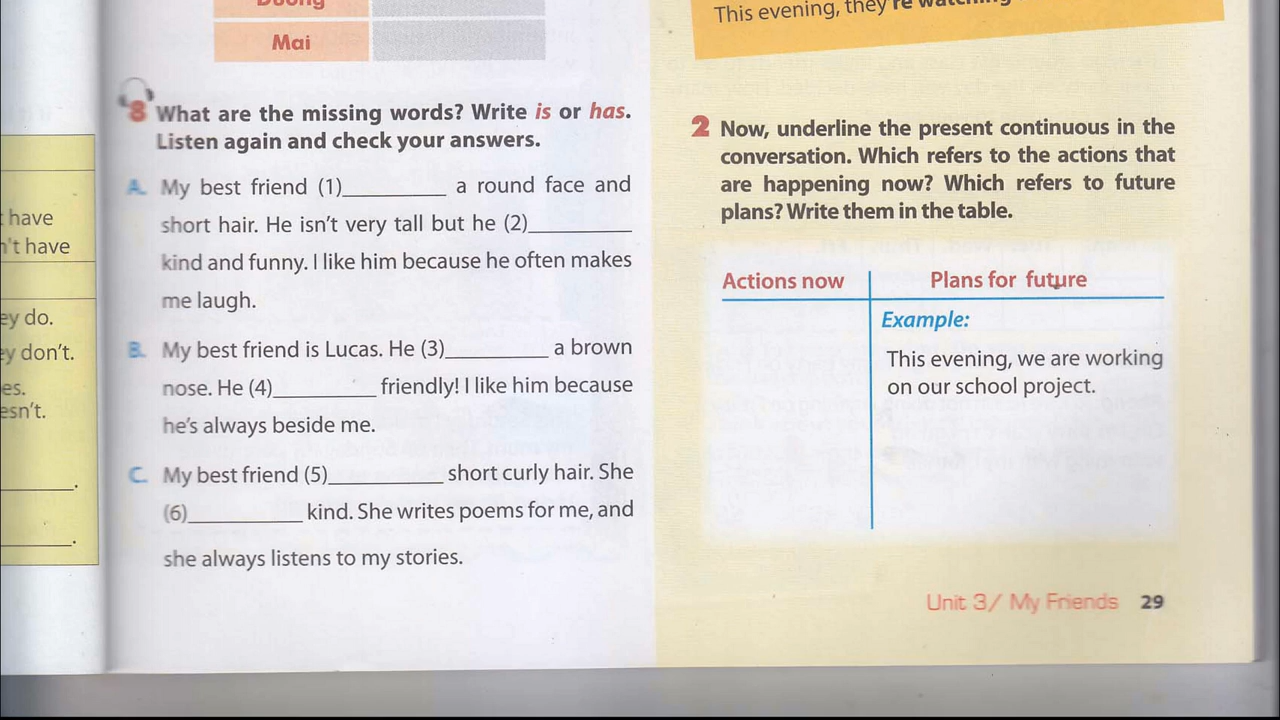 Duong
Mai
8 What are the missing words? Write is or has.
Listen again and check your answers.
A. My best friend (1)__________ a round face and
short hair. He isn't very tall but he (2)__________
kind and funny. I like him because he often makes
me laugh.
B. My best friend is Lucas. He (3)__________ a brown
nose. He (4)__________ friendly! I like him because
he's always beside me.
C. My best friend (5)___________ short curly hair. She
(6)___________ kind. She writes poems for me, and
she always listens to my stories.
have
n't have
ey do.
ey don't.
es.
esn't.
This evening, they're watching
2 Now, underline the present continuous in the
conversation. Which refers to the actions that
are happening now? Which refers to future
plans? Write them in the table.
Actions now Plans for future
Example:
This evening, we are working
on our school project.
Unit 3/ My Friends 29